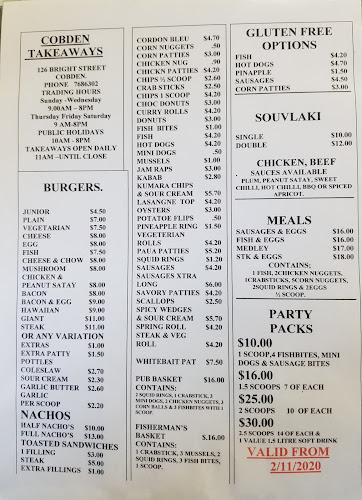 COBDEN
TAKEAWAYS
126 BRIGHT STREET
COBDEN.
PHONE 7686302
TRADING HOURS
Sunday -Wednesday
9.00AM – 8PM
Thursday Friday Saturday
9 AM-8PM
PUBLIC HOLIDAYS
10AM - 8PM
TAKEAWAYS OPEN DAILY
11AM –UNTIL CLOSE
BURGERS.
JUNIOR $4.50
PLAIN $7.00
VEGETARIAN $7.50
CHEESE $8.00
EGG $8.00
FISH $7.50
CHEESE & CHOW $8.00
MUSHROOM $8.00
CHICKEN &
PEANUT SATAY $8.00
BACON $8.00
BACON & EGG $9.00
HAWAIIAN $9.00
GIANT $11.00
STEAK $11.00
OR ANY VARIATION
EXTRAS $1.00
EXTRA PATTY $1.50
POTTLES
COLESLAW $2.70
SOUR CREAM $2.30
GARLIC BUTTER $2.60
GARLIC
PER SCOOP $2.20
NACHOS
HALF NACHO'S $10.00
FULL NACHO'S $13.00
TOASTED SANDWICHES
1 FILLING $3.00
STEAK $5.00
EXTRA FILLINGS $1.00
CORDON BLEU $4.70
CORN NUGGETS .50
CORN PATTIES $3.00
CHICKEN NUG .90
CHICKN PATTIES $4.20
CHIPS ½ SCOOP $2.60
CRAB STICKS $2.50
CHIPS 1 SCOOP $4.20
CHOC DONUTS $3.00
CURRY ROLLS $4.20
DONUTS $3.00
FISH BITES $1.00
FISH $4.20
HOT DOGS $4.20
MINI DOGS .50
MUSSELS $1.00
JAM RAPS $3.00
KABAB $2.80
KUMARA CHIPS
& SOUR CREAM $5.70
LASANGNE TOP $4.20
OYSTERS $3.00
POTATOE FLIPS .50
PINEAPPLE RING $1.50
VEGETERIAN
ROLLS $4.20
PAUA PATTIES $5.20
SQUID RINGS $1.20
SAUSAGES $4.20
SAUSAGES XTRA
LONG $6.00
SAVORY PATTIES $4.20
SCALLOPS $2.50
SPICY WEDGES
& SOUR CREAM $5.70
SPRING ROLL $4.20
STEAK & VEG
ROLL $4.20
WHITEBAIT PAT $7.50
PUB BASKET $16.00
CONTAINS:
2 SQUID RINGS, 1 CRABSTICK, 2
MINI DOGS, 2 CHICKEN NUGGETS, 2
CORN BALLS & 3 FISHBITES WITH 1
SCOOP.
FISHERMAN'S
BASKET $.16.00
CONTAINS:
1 CRABSTICK, 3 MUSSELS, 2
SQUID RINGS, 3 FISH BITES,
1 SCOOP.
GLUTEN FREE
OPTIONS
FISH $4.20
HOT DOGS $4.70
PINAPPLE $1.50
SAUSAGES $4.50
CORN PATTIES $3.00
SOUVLAKI
SINGLE $10.00
DOUBLE $12.00
CHICKEN, BEEF
SAUCES AVAILABLE
PLUM, PEANUT SATAY, SWEET
CHILLI, HOT CHILLI, BBQ OR SPICED
APRICOT.
MEALS
SAUSAGES & EGGS $16.00
FISH & EGGS $16.00
MEDLEY $17.00
STK & EGGS $18.00
CONTAINS;
1 FISH, 2CHICKEN NUGGETS,
1CRABSTICKS, 3CORN NUGGETS,
2SQUID RINGS & 2EGGS
½ SCOOP.
PARTY
PACKS
$10.00
1 SCOOP,4 FISHBITES, MINI
DOGS & SAUSAGE BITES
$16.00
1.5 SCOOPS 7 OF EACH
$25.00
2 SCOOPS 10 OF EACH
$30.00
2.5 SCOOPS 14 OF EACH &
1 VALUE 1.5 LITRE SOFT DRINK
VALID FROM
2/11/2020